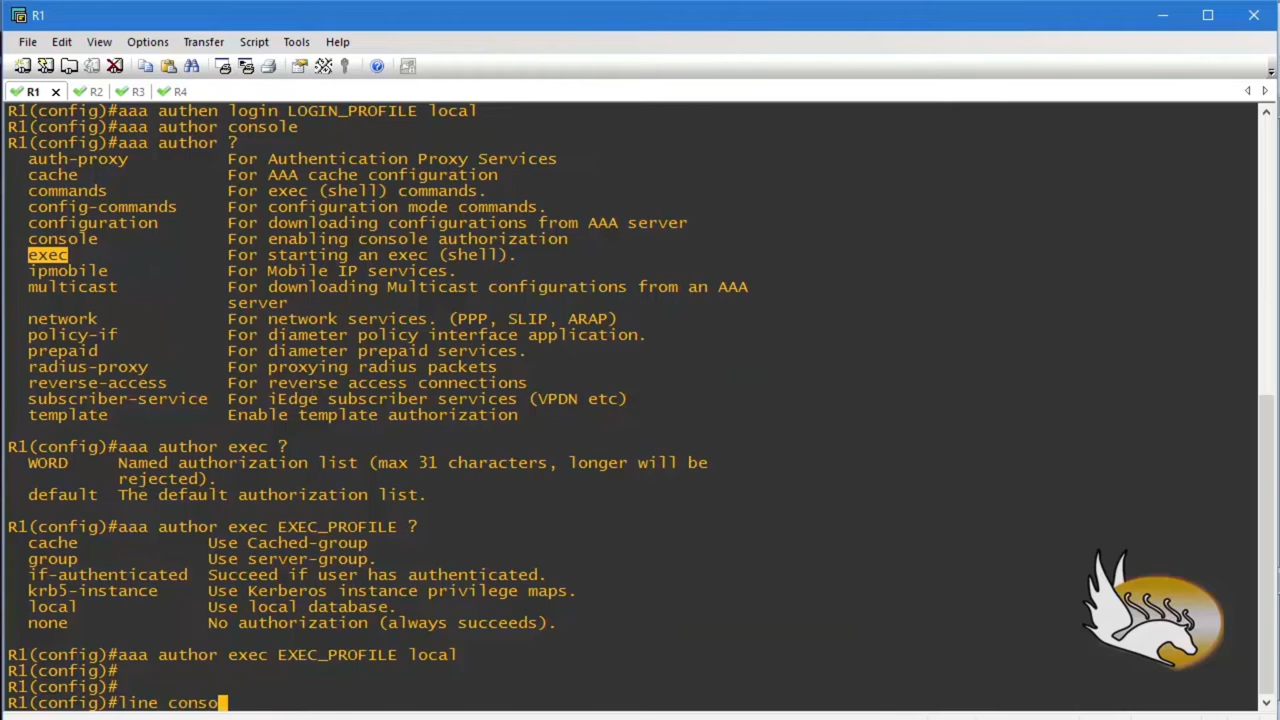 R1
File Edit View Options Transfer Script Tools Help
R1 R2 R3 R4
R1(config)#aaa authen login LOGIN_PROFILE local
R1(config)#aaa author console
R1(config)#aaa author ?
auth-proxy For Authentication Proxy Services
cache For AAA cache configuration
commands For exec (shell) commands.
config-commands For configuration mode commands.
configuration For downloading configurations from AAA server
console For enabling console authorization
exec For starting an exec (shell).
ipmobile For Mobile IP services.
multicast For downloading Multicast configurations from an AAA
server
network For network services. (PPP, SLIP, ARAP)
policy-if For diameter policy interface application.
prepaid For diameter prepaid services.
radius-proxy For proxying radius packets
reverse-access For reverse access connections
subscriber-service For iEdge subscriber services (VPDN etc)
template Enable template authorization
R1(config)#aaa author exec ?
WORD Named authorization list (max 31 characters, longer will be
rejected).
default The default authorization list.
R1(config)#aaa author exec EXEC_PROFILE ?
cache Use Cached-group
group Use server-group.
if-authenticated Succeed if user has authenticated.
krb5-instance Use Kerberos instance privilege maps.
local Use local database.
none No authorization (always succeeds).
R1(config)#aaa author exec EXEC_PROFILE local
R1(config)#
R1(config)#
R1(config)#line conso